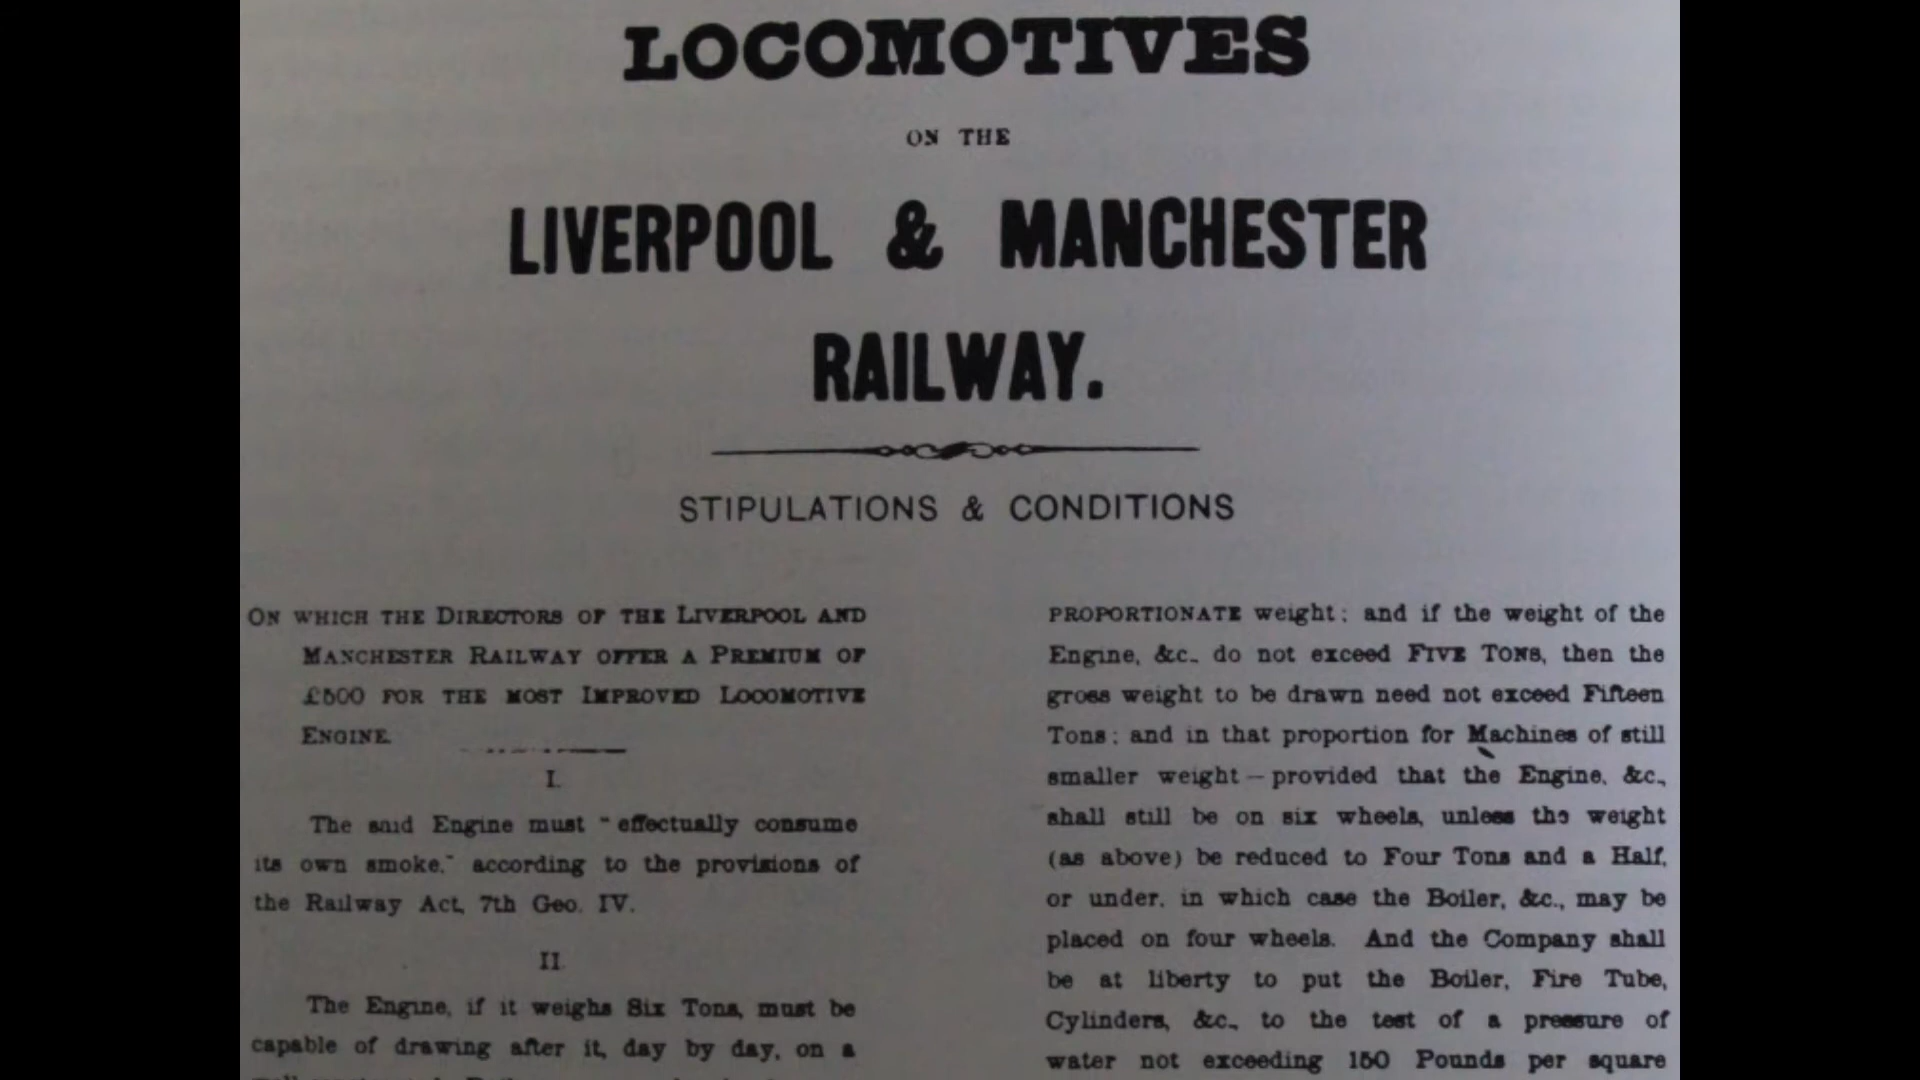 LOCOMOTIVES
ON THE
LIVERPOOL & MANCHESTER
RAILWAY.
STIPULATIONS & CONDITIONS
ON WHICH THE DIRECTORS OF THE LIVERPOOL AND
MANCHESTER RAILWAY OFFER A PREMIUM OF
£500 FOR THE MOST IMPROVED LOCOMOTIVE
ENGINE.
I.
The said Engine must "effectually consume
its own smoke," according to the provisions of
the Railway Act, 7th Geo. IV.
II.
The Engine, if it weighs Six Tons, must be
capable of drawing after it, day by day, on a
PROPORTIONATE weight; and if the weight of the
Engine, &c., do not exceed FIVE TONS, then the
gross weight to be drawn need not exceed Fifteen
Tons; and in that proportion for Machines of still
smaller weight — provided that the Engine, &c.,
shall still be on six wheels, unless the weight
(as above) be reduced to Four Tons and a Half,
or under, in which case the Boiler, &c., may be
placed on four wheels. And the Company shall
be at liberty to put the Boiler, Fire Tube,
Cylinders, &c., to the test of a pressure of
water not exceeding 150 Pounds per square